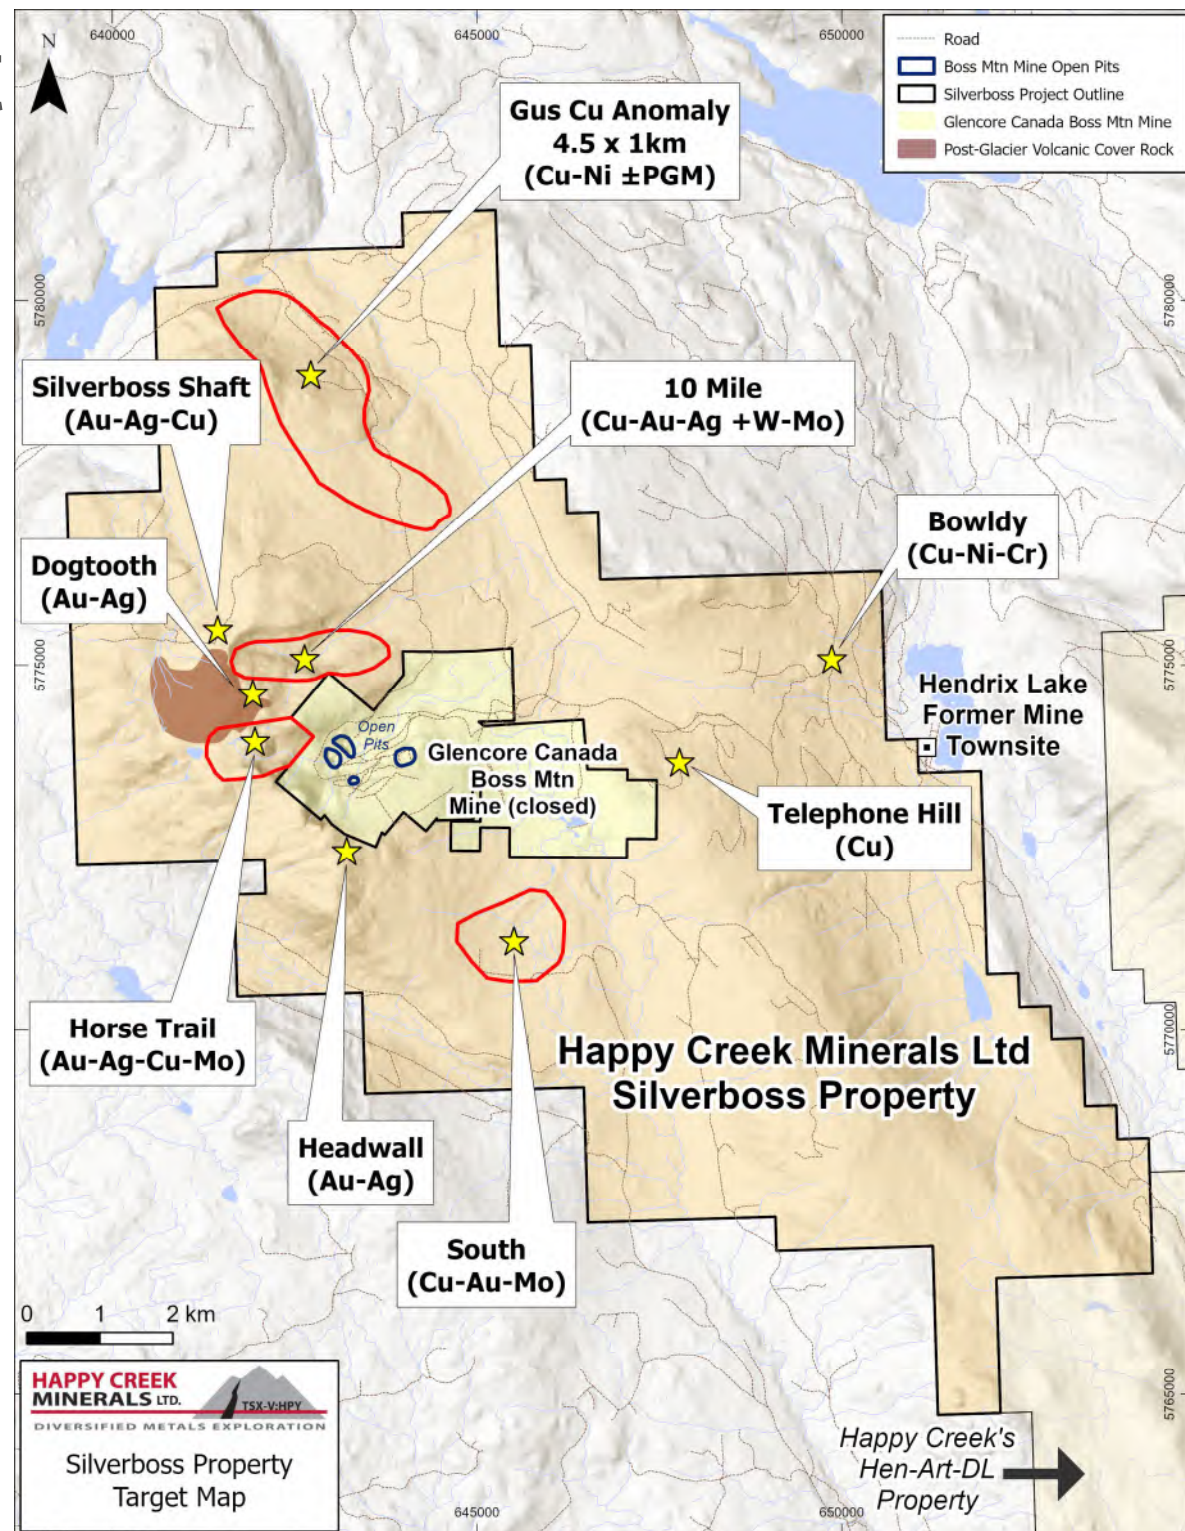 640000
645000
650000
N
Road
Boss Mtn Mine Open Pits
Silverboss Project Outline
Glencore Canada Boss Mtn Mine
Post-Glacier Volcanic Cover Rock
Gus Cu Anomaly
4.5 x 1km
(Cu-Ni ±PGM)
5780000
5780000
Silverboss Shaft
(Au-Ag-Cu)
10 Mile
(Cu-Au-Ag +W-Mo)
Bowldy
(Cu-Ni-Cr)
Dogtooth
(Au-Ag)
5775000
5775000
Hendrix Lake
Former Mine
Townsite
Open
Pits
Glencore Canada
Boss Mtn
Mine (closed)
Telephone Hill
(Cu)
Horse Trail
(Au-Ag-Cu-Mo)
5770000
Happy Creek Minerals Ltd
Silverboss Property
Headwall
(Au-Ag)
South
(Cu-Au-Mo)
0 1 2 km
HAPPY CREEK
MINERALS LTD.
TSX-V:HPY
DIVERSIFIED METALS EXPLORATION
Silverboss Property
Target Map
5765000
Happy Creek's
Hen-Art-DL
Property
645000
650000